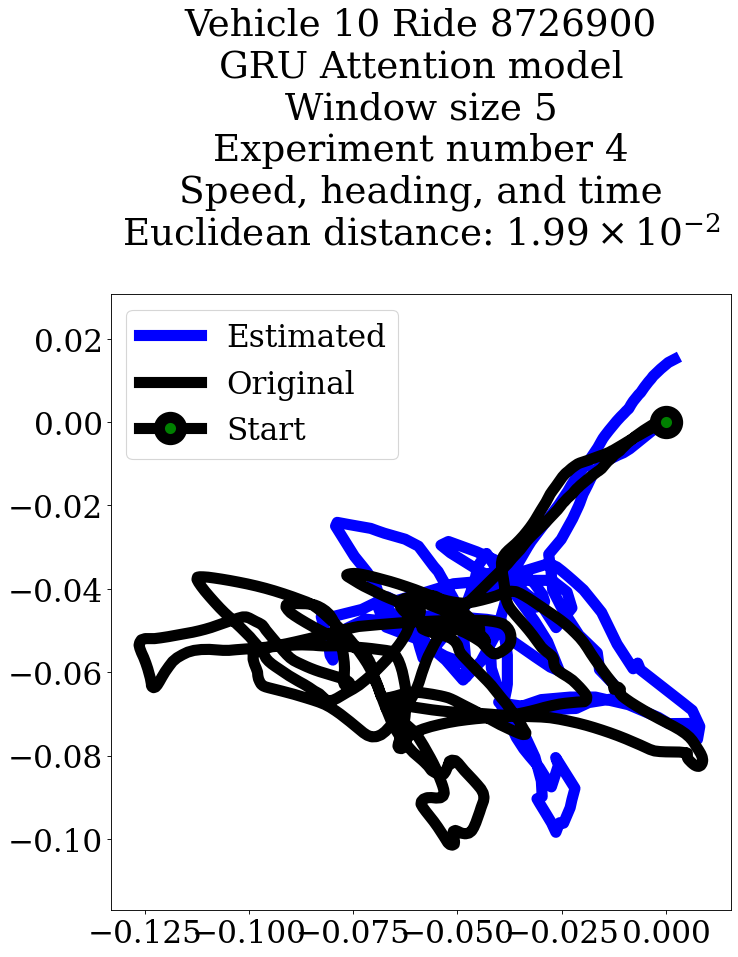 Vehicle 10 Ride 8726900
GRU Attention model
Window size 5
Experiment number 4
Speed, heading, and time
Euclidean distance: 1.99 × 10⁻²
Estimated
Original
Start
0.02
0.00
−0.02
−0.04
−0.06
−0.08
−0.10
−0.125 −0.100 −0.075 −0.050 −0.025 0.000